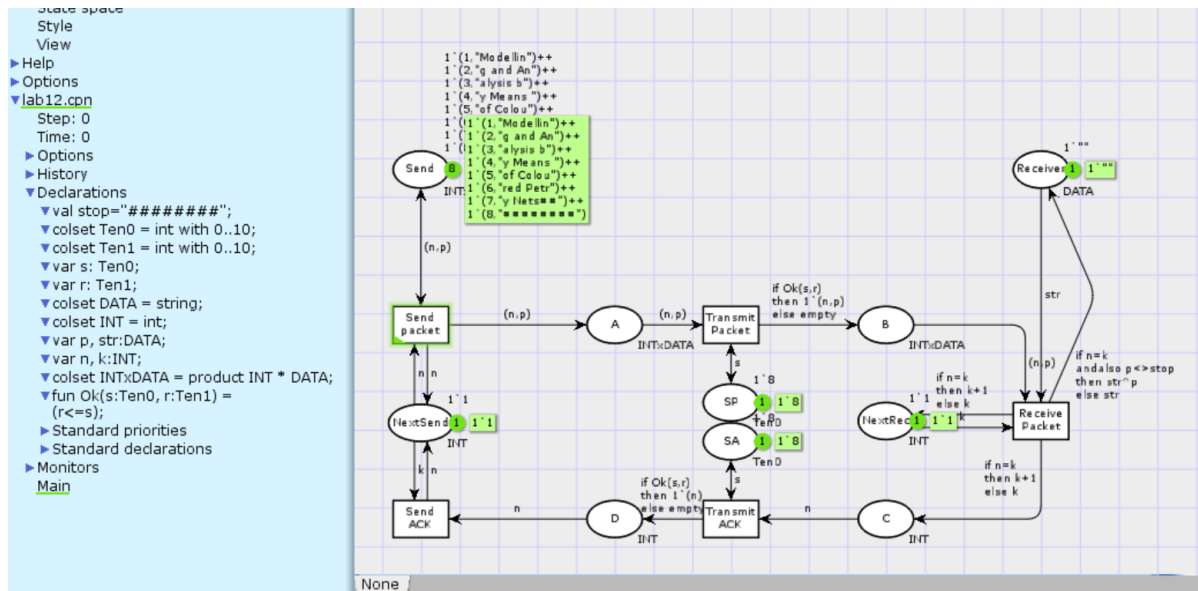 State space
Style
View
Help
Options
lab12.cpn
Step: 0
Time: 0
Options
History
Declarations
val stop="########";
colset Ten0 = int with 0..10;
colset Ten1 = int with 0..10;
var s: Ten0;
var r: Ten1;
colset DATA = string;
colset INT = int;
var p, str:DATA;
var n, k:INT;
colset INTxDATA = product INT * DATA;
fun Ok(s:Ten0, r:Ten1) =
(r<=s);
Standard priorities
Standard declarations
Monitors
Main
1`(1,"Modellin")++
1`(2,"g and An")++
1`(3,"alysis b")++
1`(4,"y Means ")++
1`(5,"of Colou")++
1`(1,"Modellin")++
1`(2,"g and An")++
1`(3,"alysis b")++
1`(4,"y Means ")++
1`(5,"of Colou")++
1`(6,"red Petr")++
1`(7,"y Nets##")++
1`(8,"########")
Send
8
1`""
Receiver
1
1`""
DATA
(n,p)
str
Send
packet
(n,p)
A
INTxDATA
(n,p)
Transmit
Packet
if Ok(s,r)
then 1`(n,p)
else empty
B
INTxDATA
(n,p)
if n=k
andalso p<>stop
then str^p
else str
n
n
s
1`8
SP
1
1`8
Ten0
1`1
NextSend
1
1`1
INT
SA
1
1`8
Ten0
if n=k
then k+1
else k
1`1
NextRec
1
1`1
k
INT
Receive
Packet
k
n
s
if Ok(s,r)
then 1`(n)
else empty
if n=k
then k+1
else k
Send
ACK
n
D
INT
Transmit
ACK
n
C
INT
None